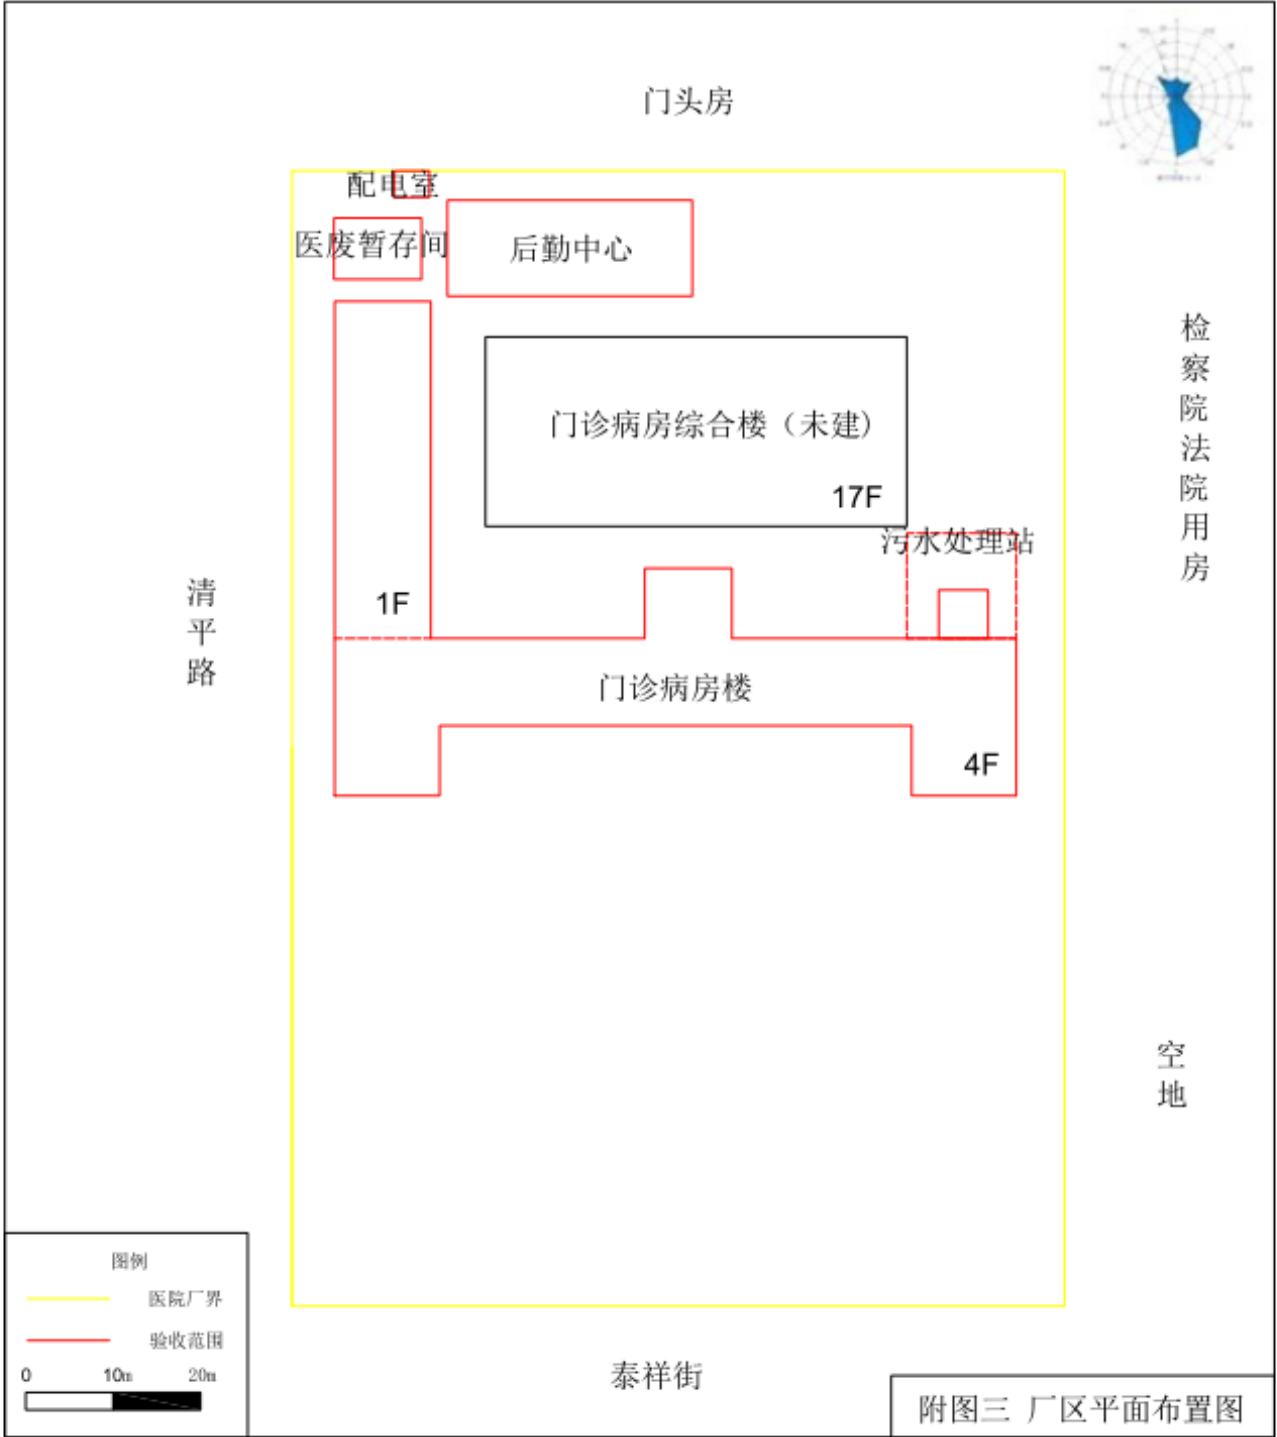 门头房
配电室
医废暂存间
后勤中心
检察院法院用房
门诊病房综合楼（未建）
17F
污水处理站
清平路
1F
门诊病房楼
4F
空地
图例
医院厂界
验收范围
0 10m 20m
泰祥街
附图三 厂区平面布置图